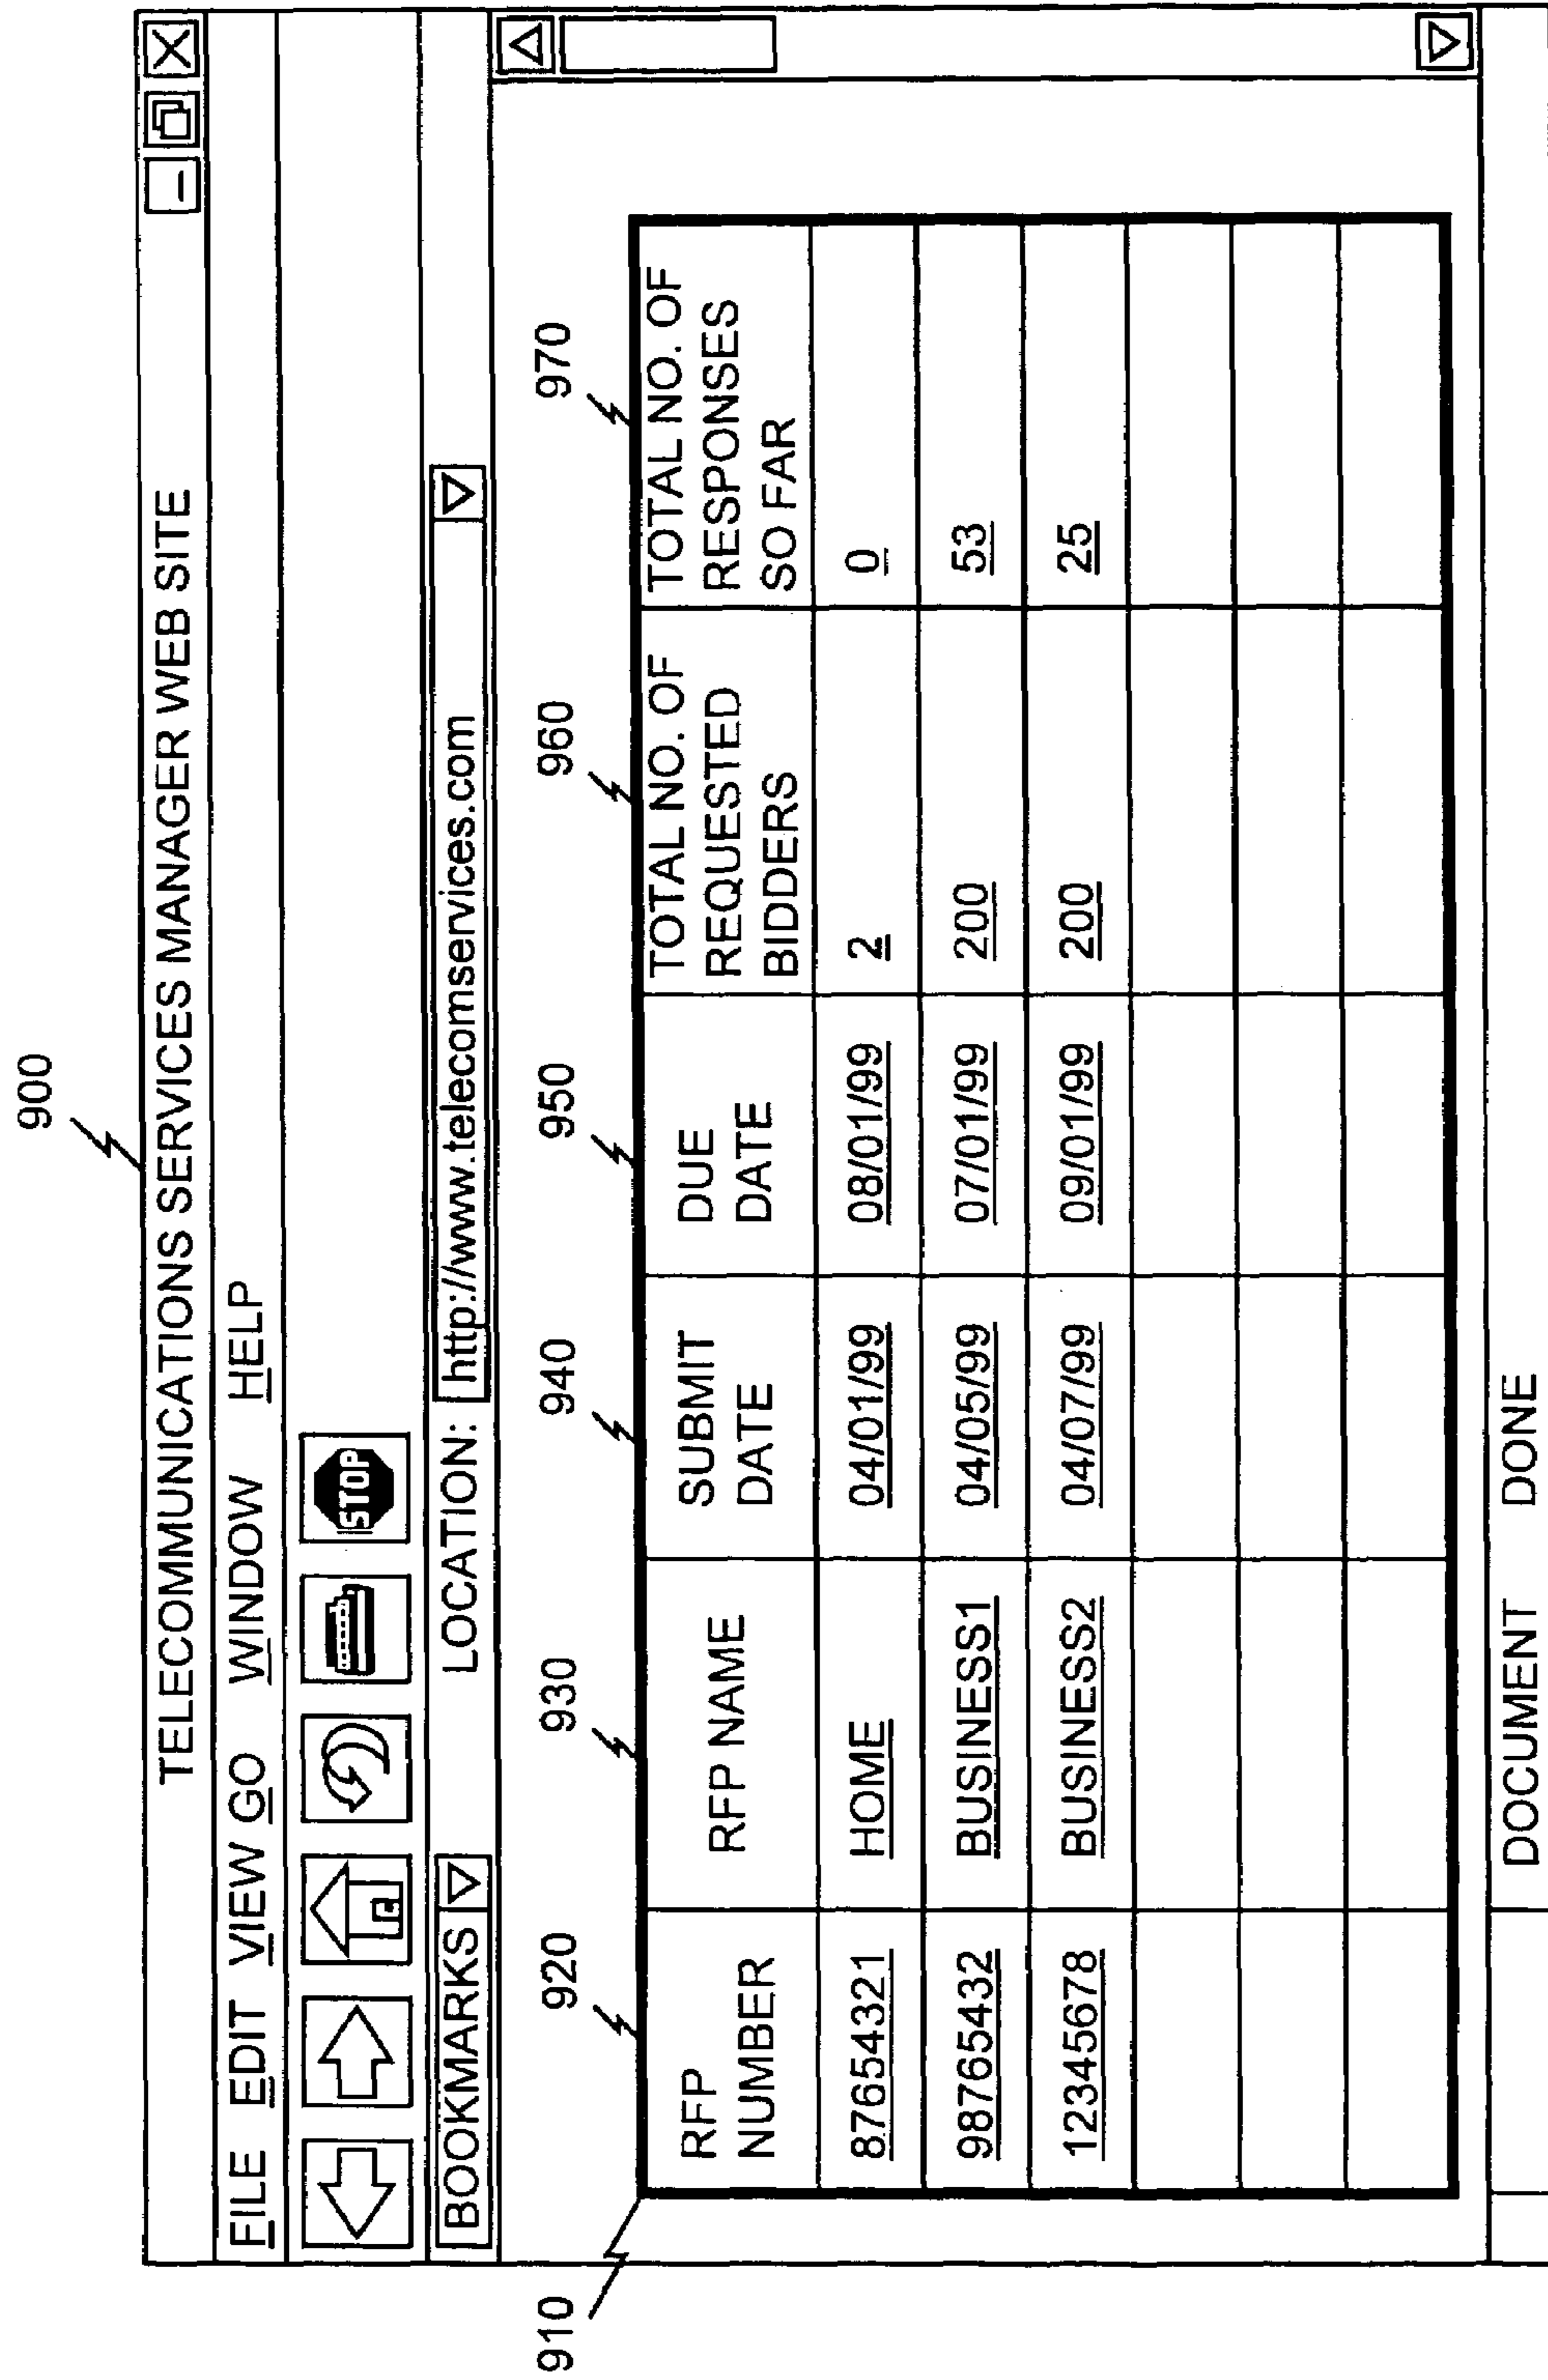 900
TELECOMMUNICATIONS SERVICES MANAGER WEB SITE
FILE EDIT VIEW GO WINDOW HELP
STOP
BOOKMARKS LOCATION: http://www.telecomservices.com
910 920 930 940 950 960 970
RFP NUMBER RFP NAME SUBMIT DATE DUE DATE TOTAL NO. OF REQUESTED BIDDERS TOTAL NO. OF RESPONSES SO FAR
87654321 HOME 04/01/99 08/01/99 2 0
98765432 BUSINESS1 04/05/99 07/01/99 200 53
12345678 BUSINESS2 04/07/99 09/01/99 200 25
DOCUMENT DONE